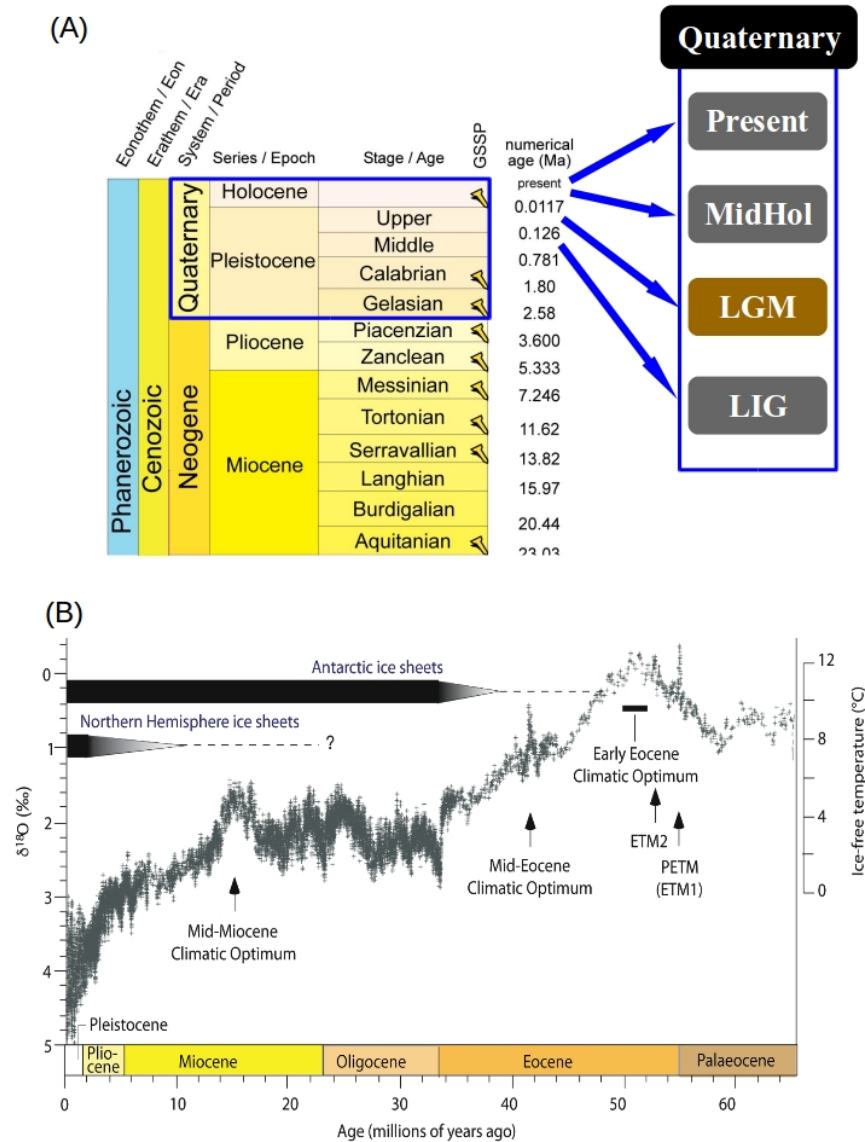 (A)
Quaternary
Eonothem / Eon
Erathem / Era
System / Period
Series / Epoch
Stage / Age
GSSP
numerical
age (Ma)
Present
MidHol
LGM
LIG
Phanerozoic
Cenozoic
Quaternary
Neogene
Holocene
Pleistocene
Pliocene
Miocene
Upper
Middle
Calabrian
Gelasian
Piacenzian
Zanclean
Messinian
Tortonian
Serravallian
Langhian
Burdigalian
Aquitanian
present
0.0117
0.126
0.781
1.80
2.58
3.600
5.333
7.246
11.62
13.82
15.97
20.44
23.03
(B)
Antarctic ice sheets
Northern Hemisphere ice sheets
?
Early Eocene
Climatic Optimum
ETM2
PETM
(ETM1)
Mid-Eocene
Climatic Optimum
Mid-Miocene
Climatic Optimum
δ18O (‰)
0
1
2
3
4
5
Ice-free temperature (°C)
12
8
4
0
Pleistocene
Plio-
cene
Miocene
Oligocene
Eocene
Palaeocene
0
10
20
30
40
50
60
Age (millions of years ago)